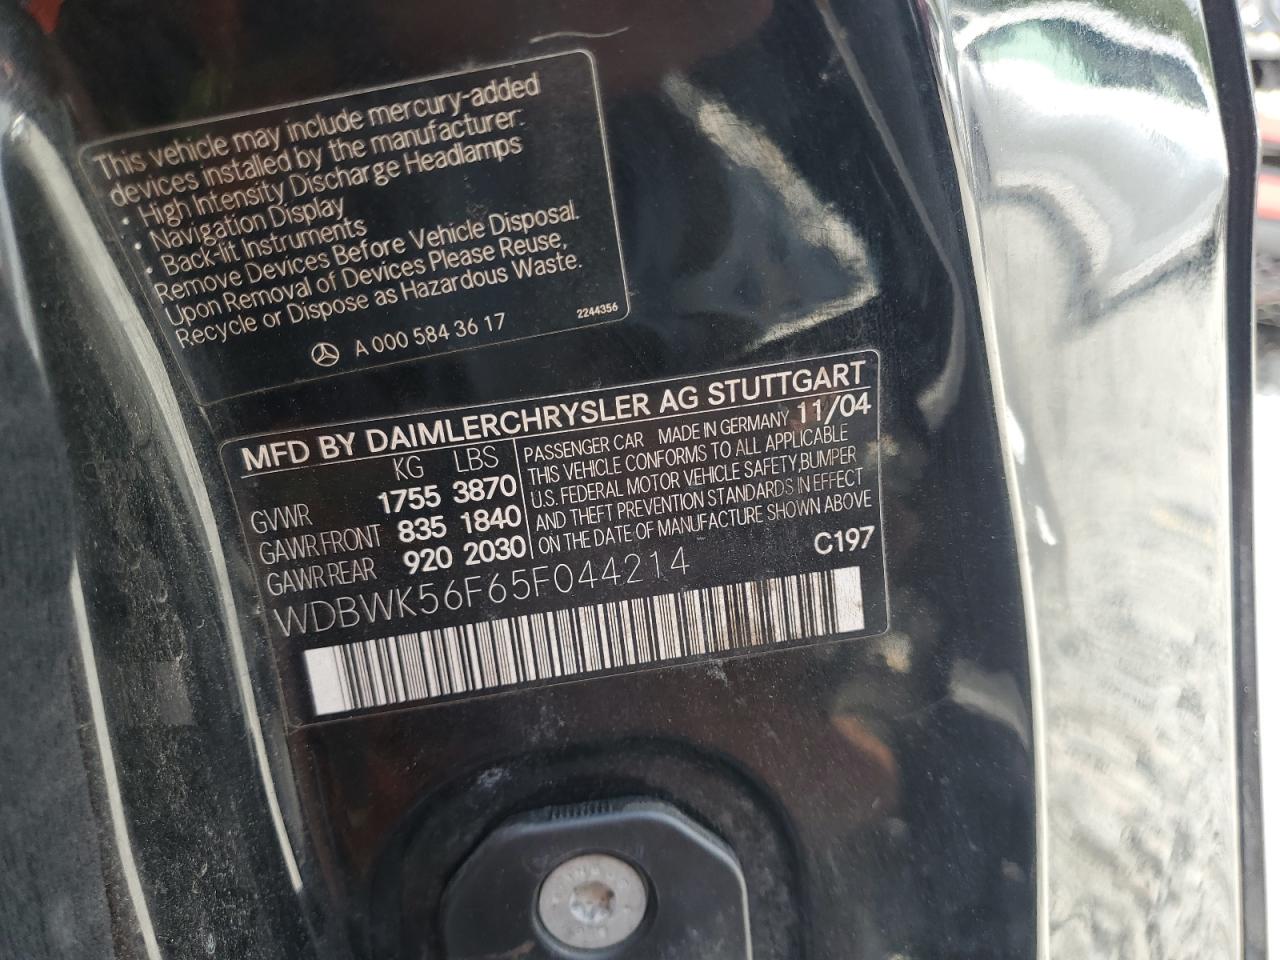 This vehicle may include mercury-added
devices installed by the manufacturer:
• High Intensity Discharge Headlamps
• Navigation Display
• Back-lit Instruments
Remove Devices Before Vehicle Disposal.
Upon Removal of Devices Please Reuse,
Recycle or Dispose as Hazardous Waste.
A 000 584 36 17
2244356
MFD BY DAIMLERCHRYSLER AG STUTTGART
KG LBS
GVWR 1755 3870
GAWR FRONT 835 1840
GAWR REAR 920 2030
PASSENGER CAR MADE IN GERMANY 11/04
THIS VEHICLE CONFORMS TO ALL APPLICABLE
U.S. FEDERAL MOTOR VEHICLE SAFETY,BUMPER
AND THEFT PREVENTION STANDARDS IN EFFECT
ON THE DATE OF MANUFACTURE SHOWN ABOVE
WDBWK56F65F044214
C197